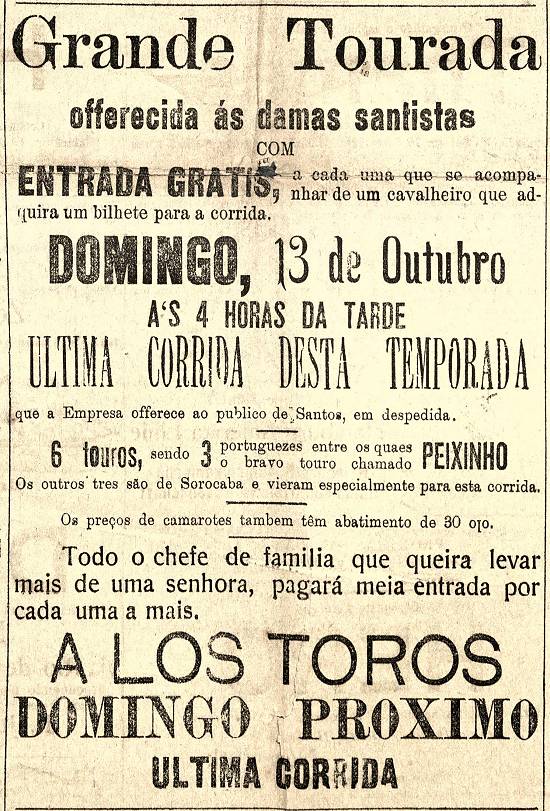 Grande Tourada
offerecida ás damas santistas
COM
ENTRADA GRATIS, a cada uma que se acompa-
nhar de um cavalheiro que ad-
quira um bilhete para a corrida.
DOMINGO, 13 de Outubro
A'S 4 HORAS DA TARDE
ULTIMA CORRIDA DESTA TEMPORADA
que a Empresa offerece ao publico de Santos, em despedida.
6 touros, sendo 3 portuguezes entre os quaes
o bravo touro chamado PEIXINHO
Os outros tres são de Sorocaba e vieram especialmente para esta corrida.
Os preços de camarotes tambem têm abatimento de 30 o|o.
Todo o chefe de familia que queira levar
mais de uma senhora, pagará meia entrada por
cada uma a mais.
A LOS TOROS
DOMINGO PROXIMO
ULTIMA CORRIDA